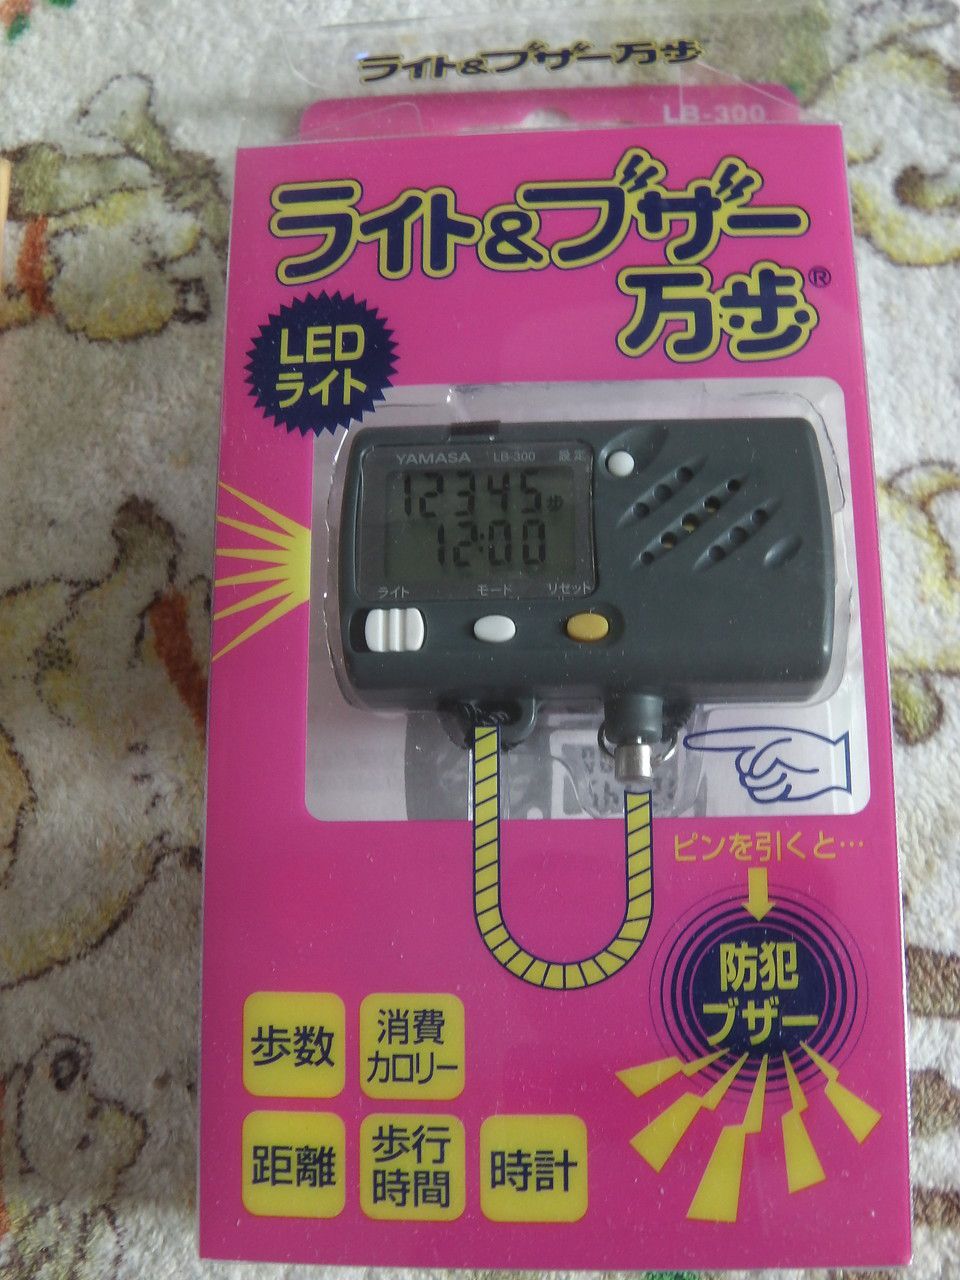 ライト&ブザー万歩
LB-300
ライト&ブザー
万歩®
LED
ライト
YAMASA LB-300 設定
12345歩
12:00
ライト モード リセット
ピンを引くと…
防犯
ブザー
歩数
消費
カロリー
距離
歩行
時間
時計